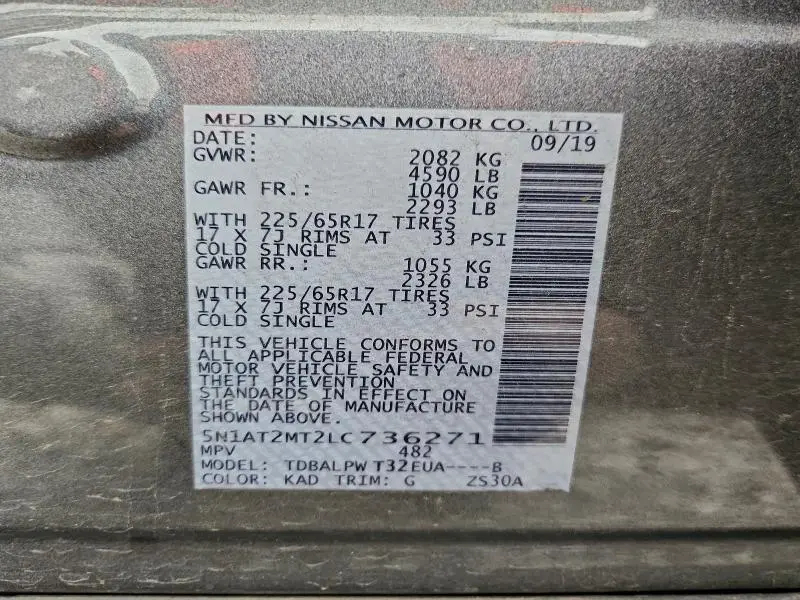 MFD BY NISSAN MOTOR CO., LTD.
DATE: 09/19
GVWR: 2082 KG
4590 LB
GAWR FR.: 1040 KG
2293 LB
WITH 225/65R17 TIRES
17 X 7J RIMS AT 33 PSI
COLD SINGLE
GAWR RR.: 1055 KG
2326 LB
WITH 225/65R17 TIRES
17 X 7J RIMS AT 33 PSI
COLD SINGLE
THIS VEHICLE CONFORMS TO
ALL APPLICABLE FEDERAL
MOTOR VEHICLE SAFETY AND
THEFT PREVENTION
STANDARDS IN EFFECT ON
THE DATE OF MANUFACTURE
SHOWN ABOVE.
5N1AT2MT2LC736271
MPV 482
MODEL: TDBALPW T32EUA----B
COLOR: KAD TRIM: G ZS30A